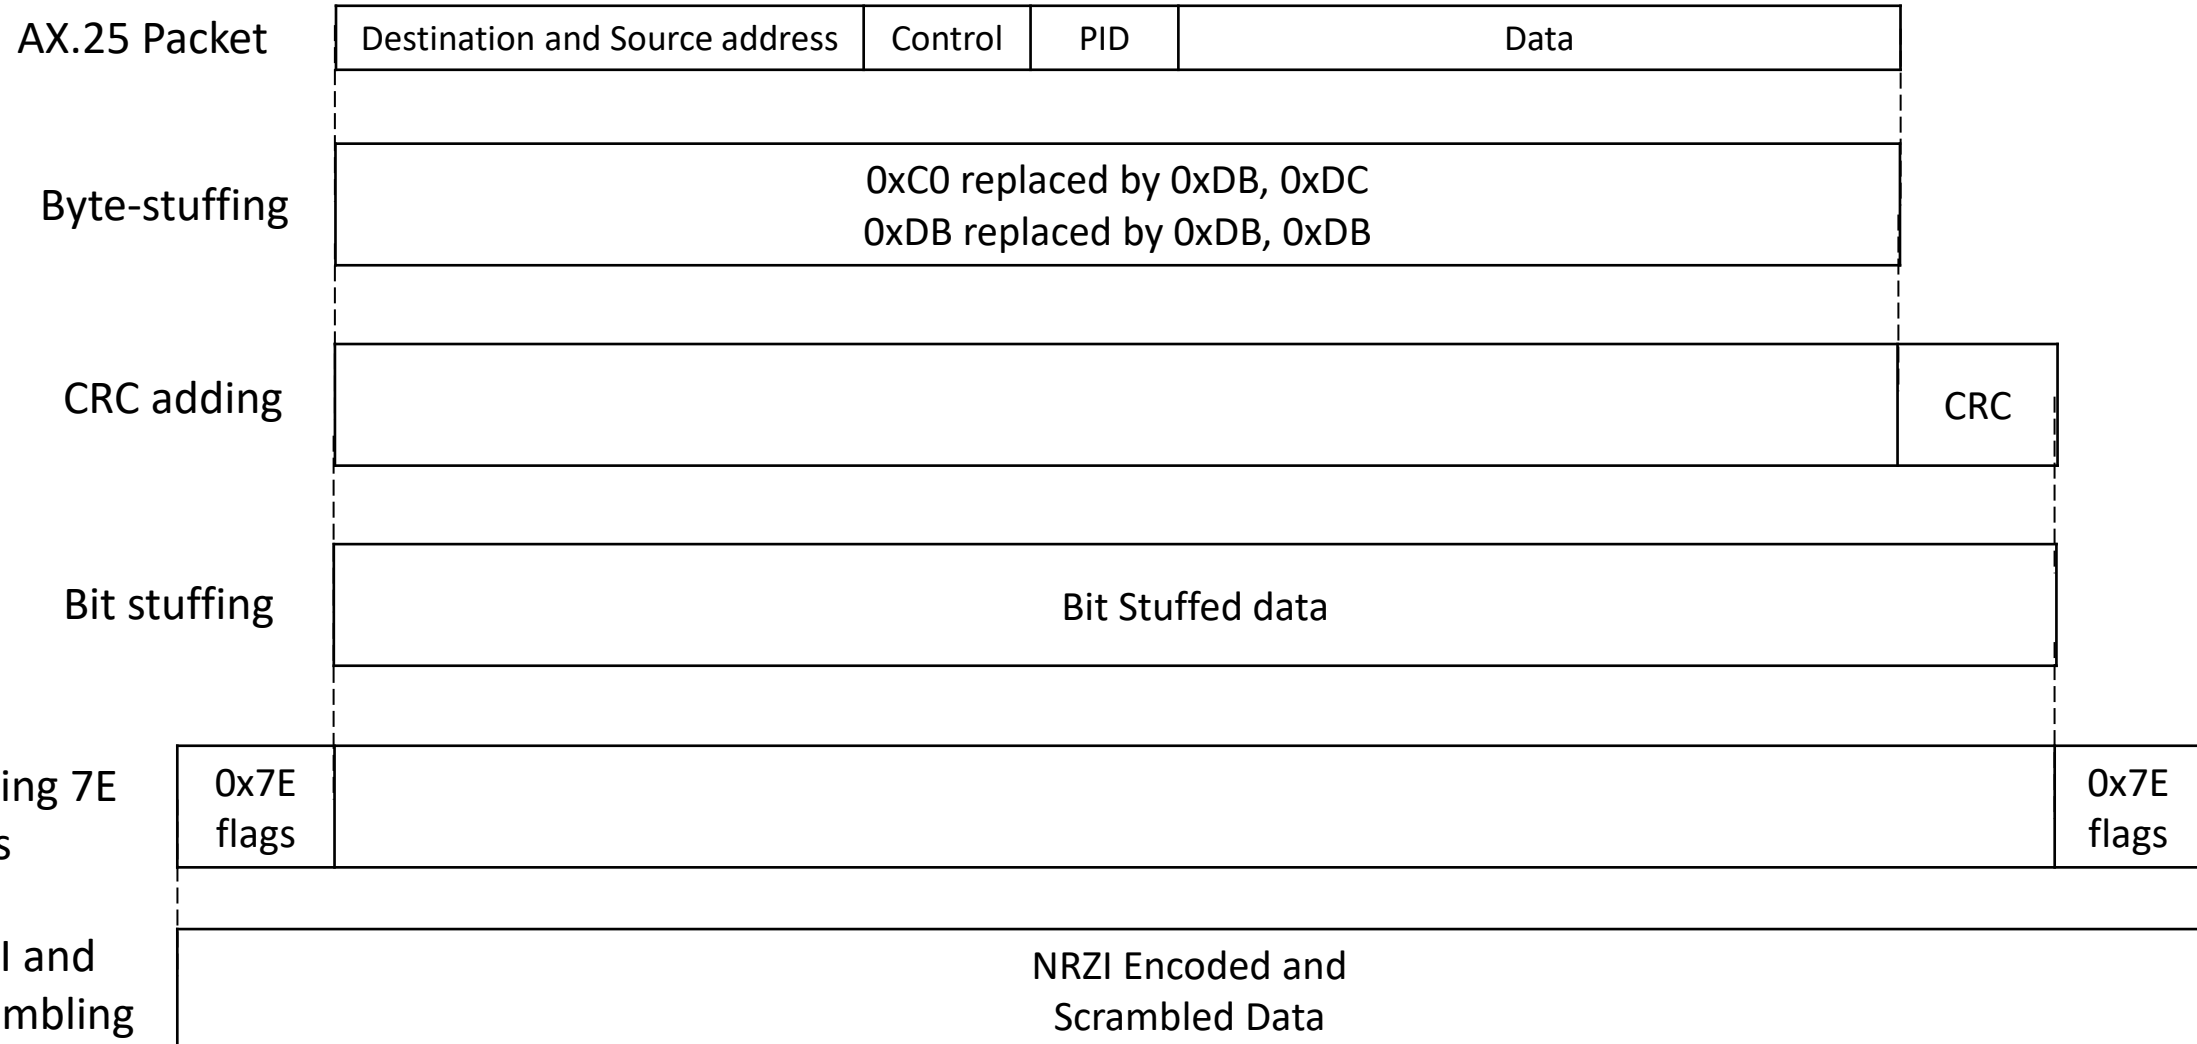 AX.25 Packet
Destination and Source address
Control
PID
Data
Byte-stuffing
0xC0 replaced by 0xDB, 0xDC
0xDB replaced by 0xDB, 0xDB
CRC adding
CRC
Bit stuffing
Bit Stuffed data
ing 7E
s
0x7E
flags
0x7E
flags
I and
mbling
NRZI Encoded and
Scrambled Data